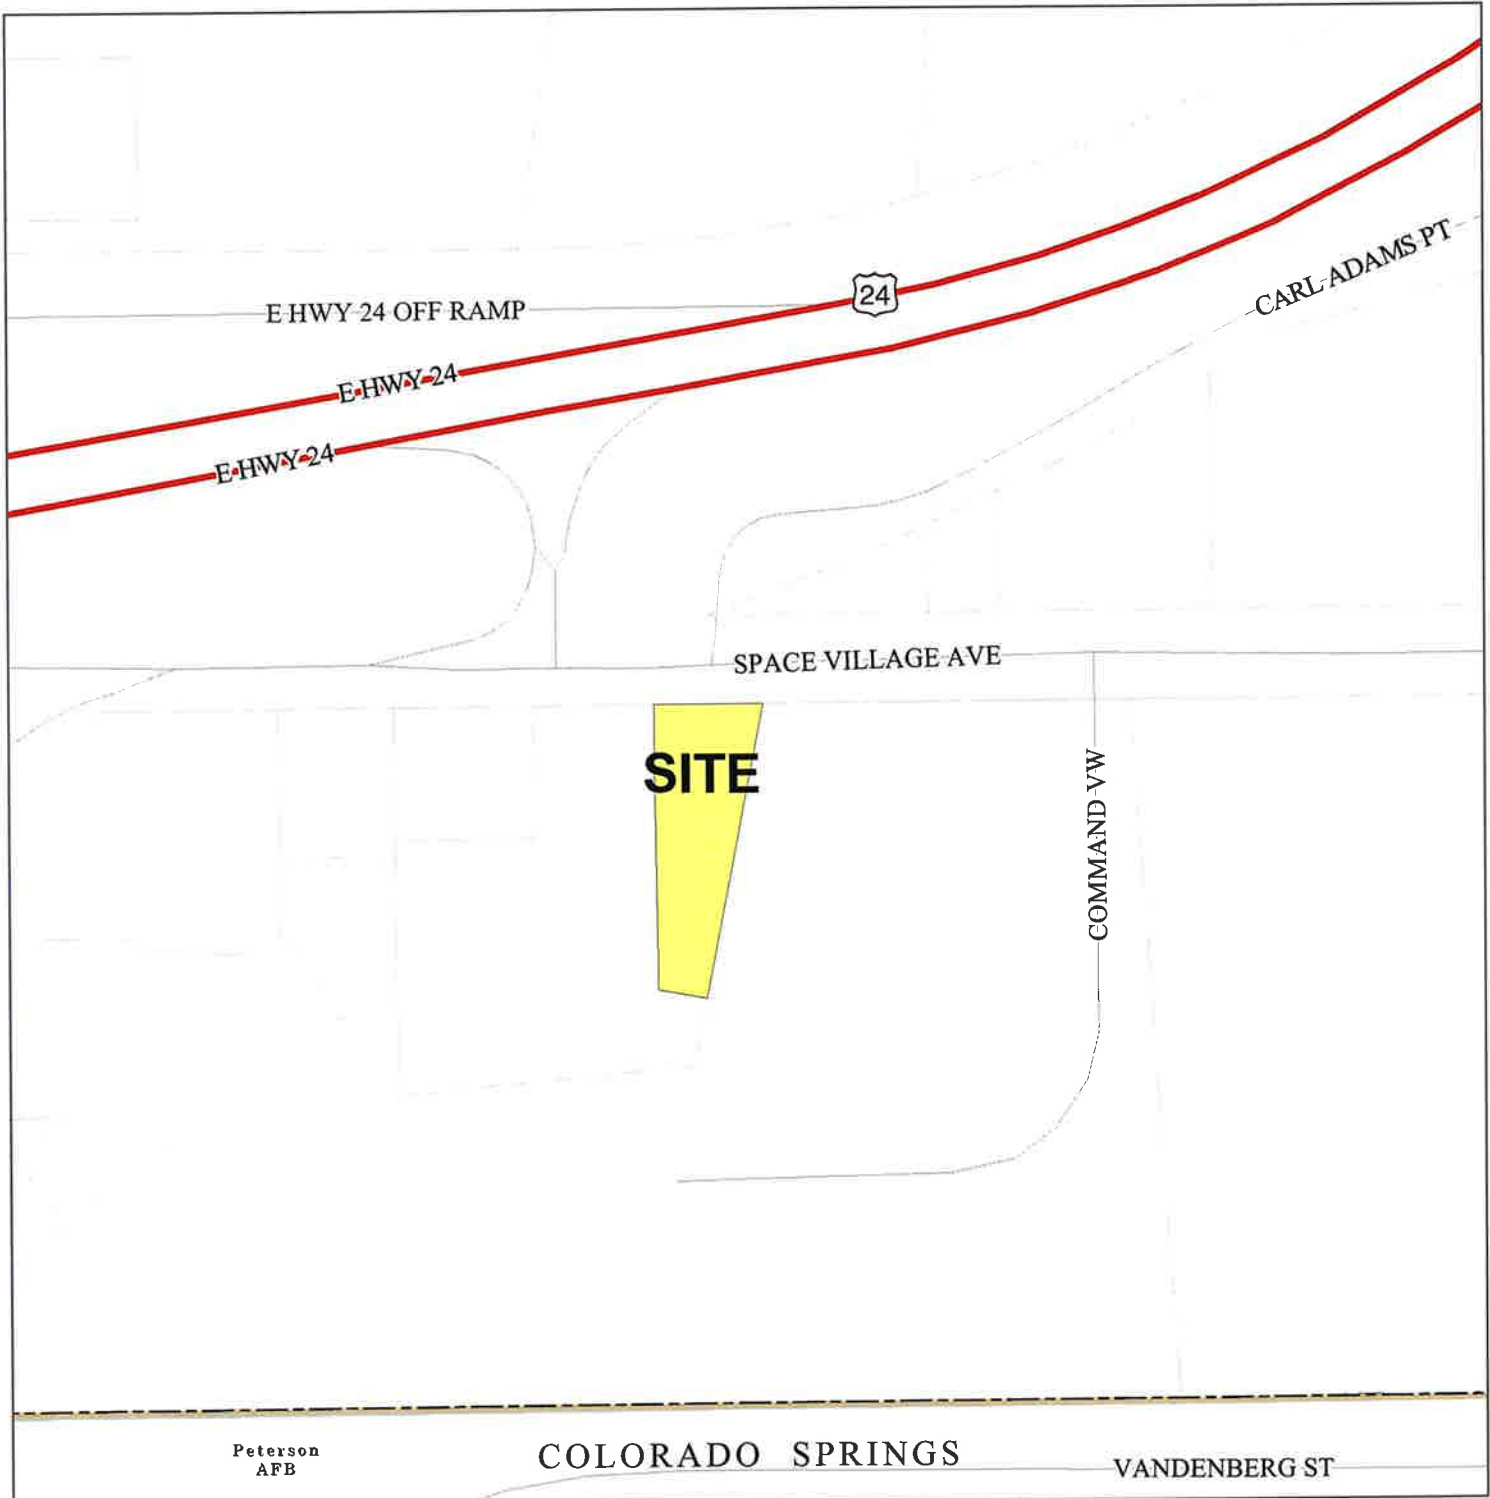 24
CARL ADAMS PT
E HWY 24 OFF RAMP
E HWY 24
E HWY 24
SPACE VILLAGE AVE
SITE
COMMAND VW
Peterson
AFB
COLORADO SPRINGS
VANDENBERG ST